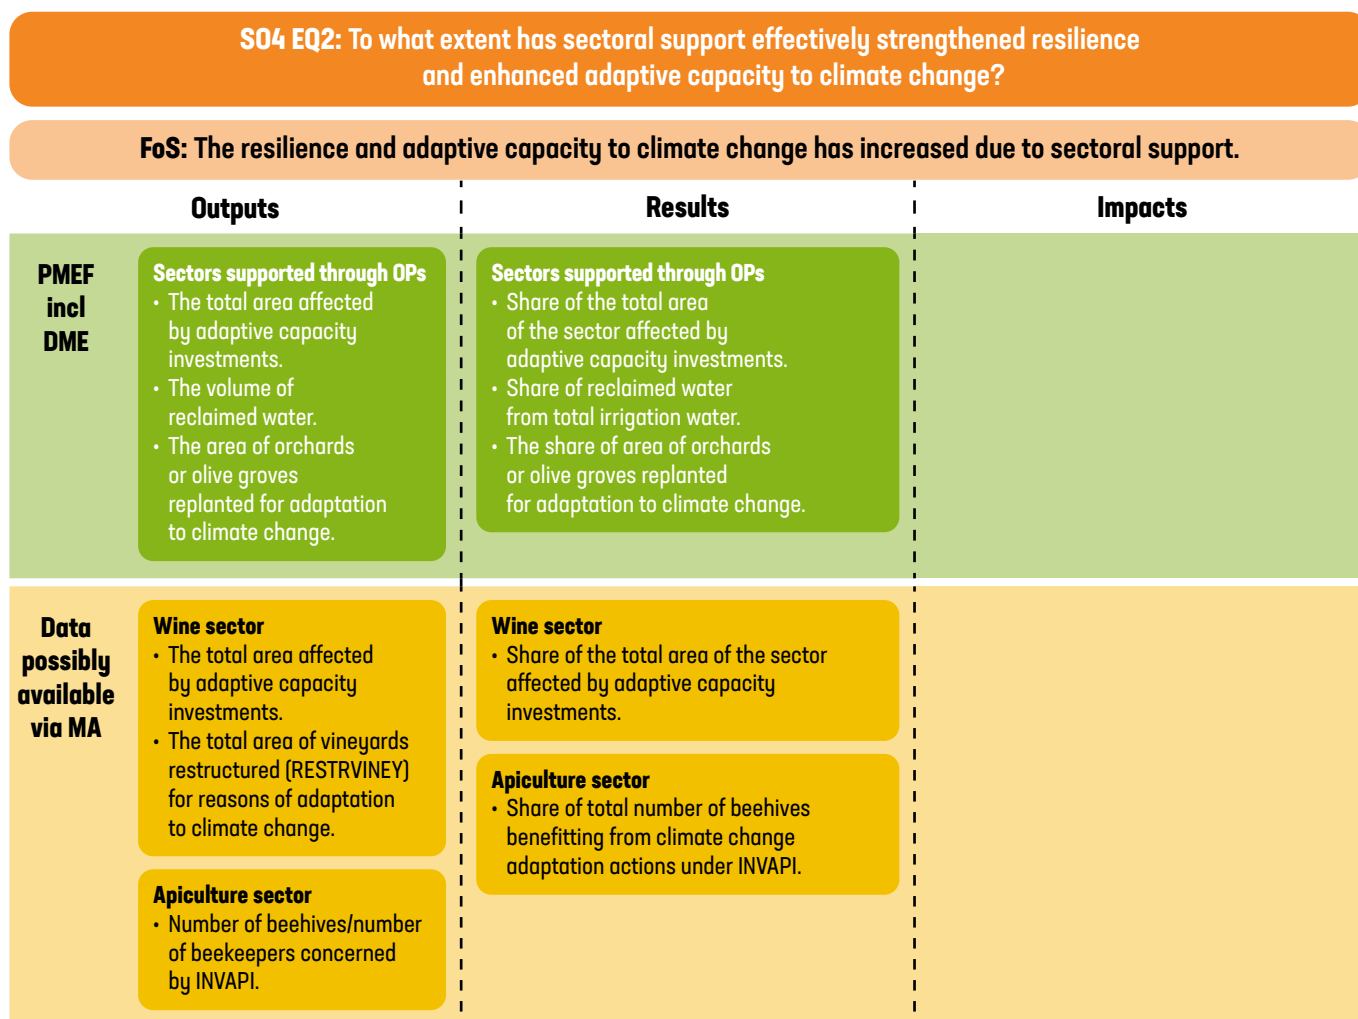 SO4 EQ2: To what extent has sectoral support effectively strengthened resilience
and enhanced adaptive capacity to climate change?
FoS: The resilience and adaptive capacity to climate change has increased due to sectoral support.
Outputs
Results
Impacts
PMEF
incl
DME
Sectors supported through OPs
• The total area affected
by adaptive capacity
investments.
• The volume of
reclaimed water.
• The area of orchards
or olive groves
replanted for adaptation
to climate change.
Sectors supported through OPs
• Share of the total area
of the sector affected by
adaptive capacity investments.
• Share of reclaimed water
from total irrigation water.
• The share of area of orchards
or olive groves replanted
for adaptation to climate change.
Data
possibly
available
via MA
Wine sector
• The total area affected
by adaptive capacity
investments.
• The total area of vineyards
restructured (RESTRVINEY)
for reasons of adaptation
to climate change.
Apiculture sector
• Number of beehives/number
of beekeepers concerned
by INVAPI.
Wine sector
• Share of the total area of the sector
affected by adaptive capacity
investments.
Apiculture sector
• Share of total number of beehives
benefitting from climate change
adaptation actions under INVAPI.